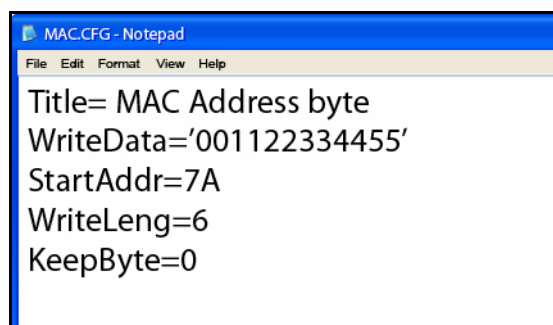 MAC.CFG - Notepad
File Edit Format View Help
Title= MAC Address byte
WriteData=’001122334455’
StartAddr=7A
WriteLeng=6
KeepByte=0